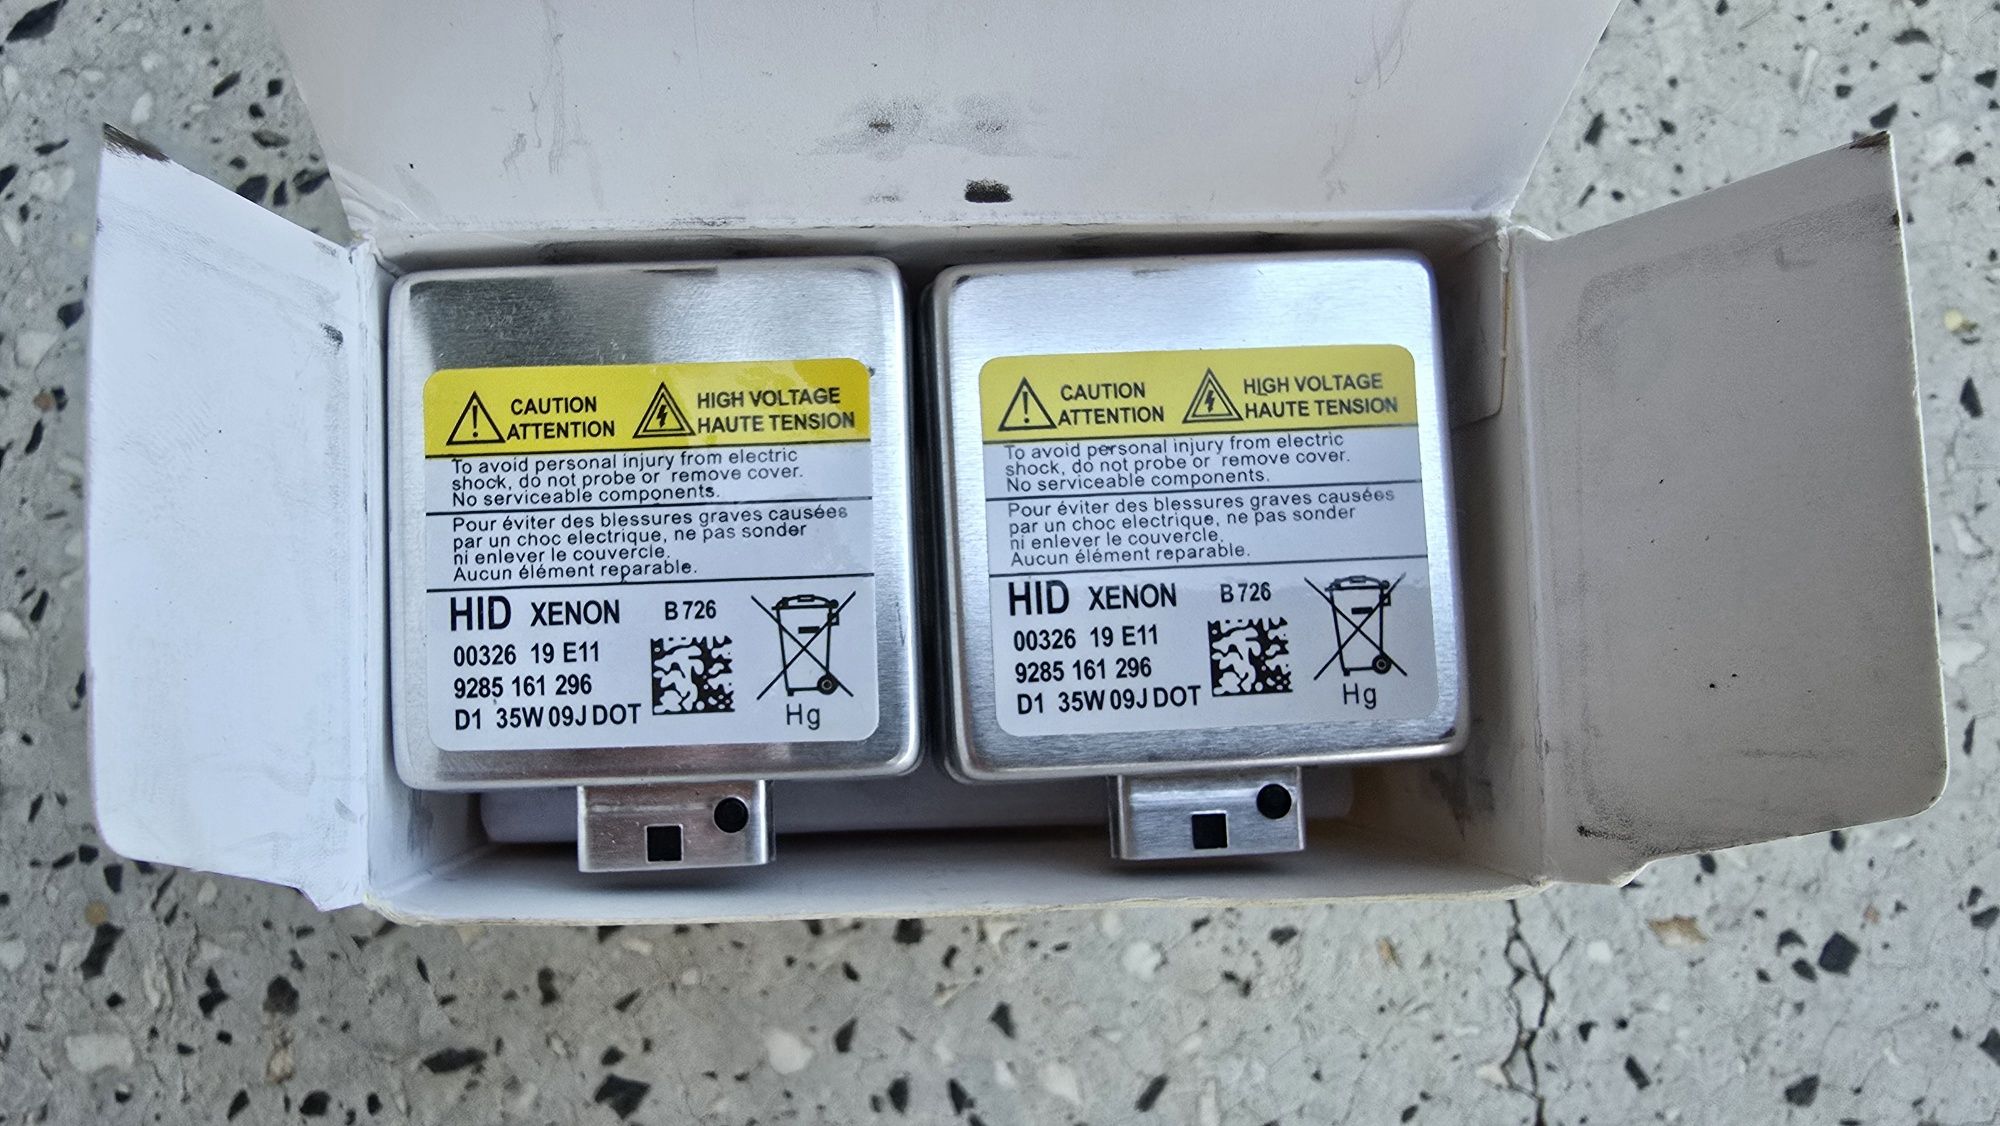 CAUTION
ATTENTION
HIGH VOLTAGE
HAUTE TENSION
To avoid personal injury from electric
shock, do not probe or remove cover.
No serviceable components.
Pour éviter des blessures graves causées
par un choc electrique, ne pas sonder
ni enlever le couvercle.
Aucun élément reparable.
HID XENON B726
00326 19 E11
9285 161 296
D1 35W 09J DOT
Hg
CAUTION
ATTENTION
HIGH VOLTAGE
HAUTE TENSION
To avoid personal injury from electric
shock, do not probe or remove cover.
No serviceable components.
Pour éviter des blessures graves causées
par un choc electrique, ne pas sonder
ni enlever le couvercle.
Aucun élément reparable.
HID XENON B726
00326 19 E11
9285 161 296
D1 35W 09J DOT
Hg